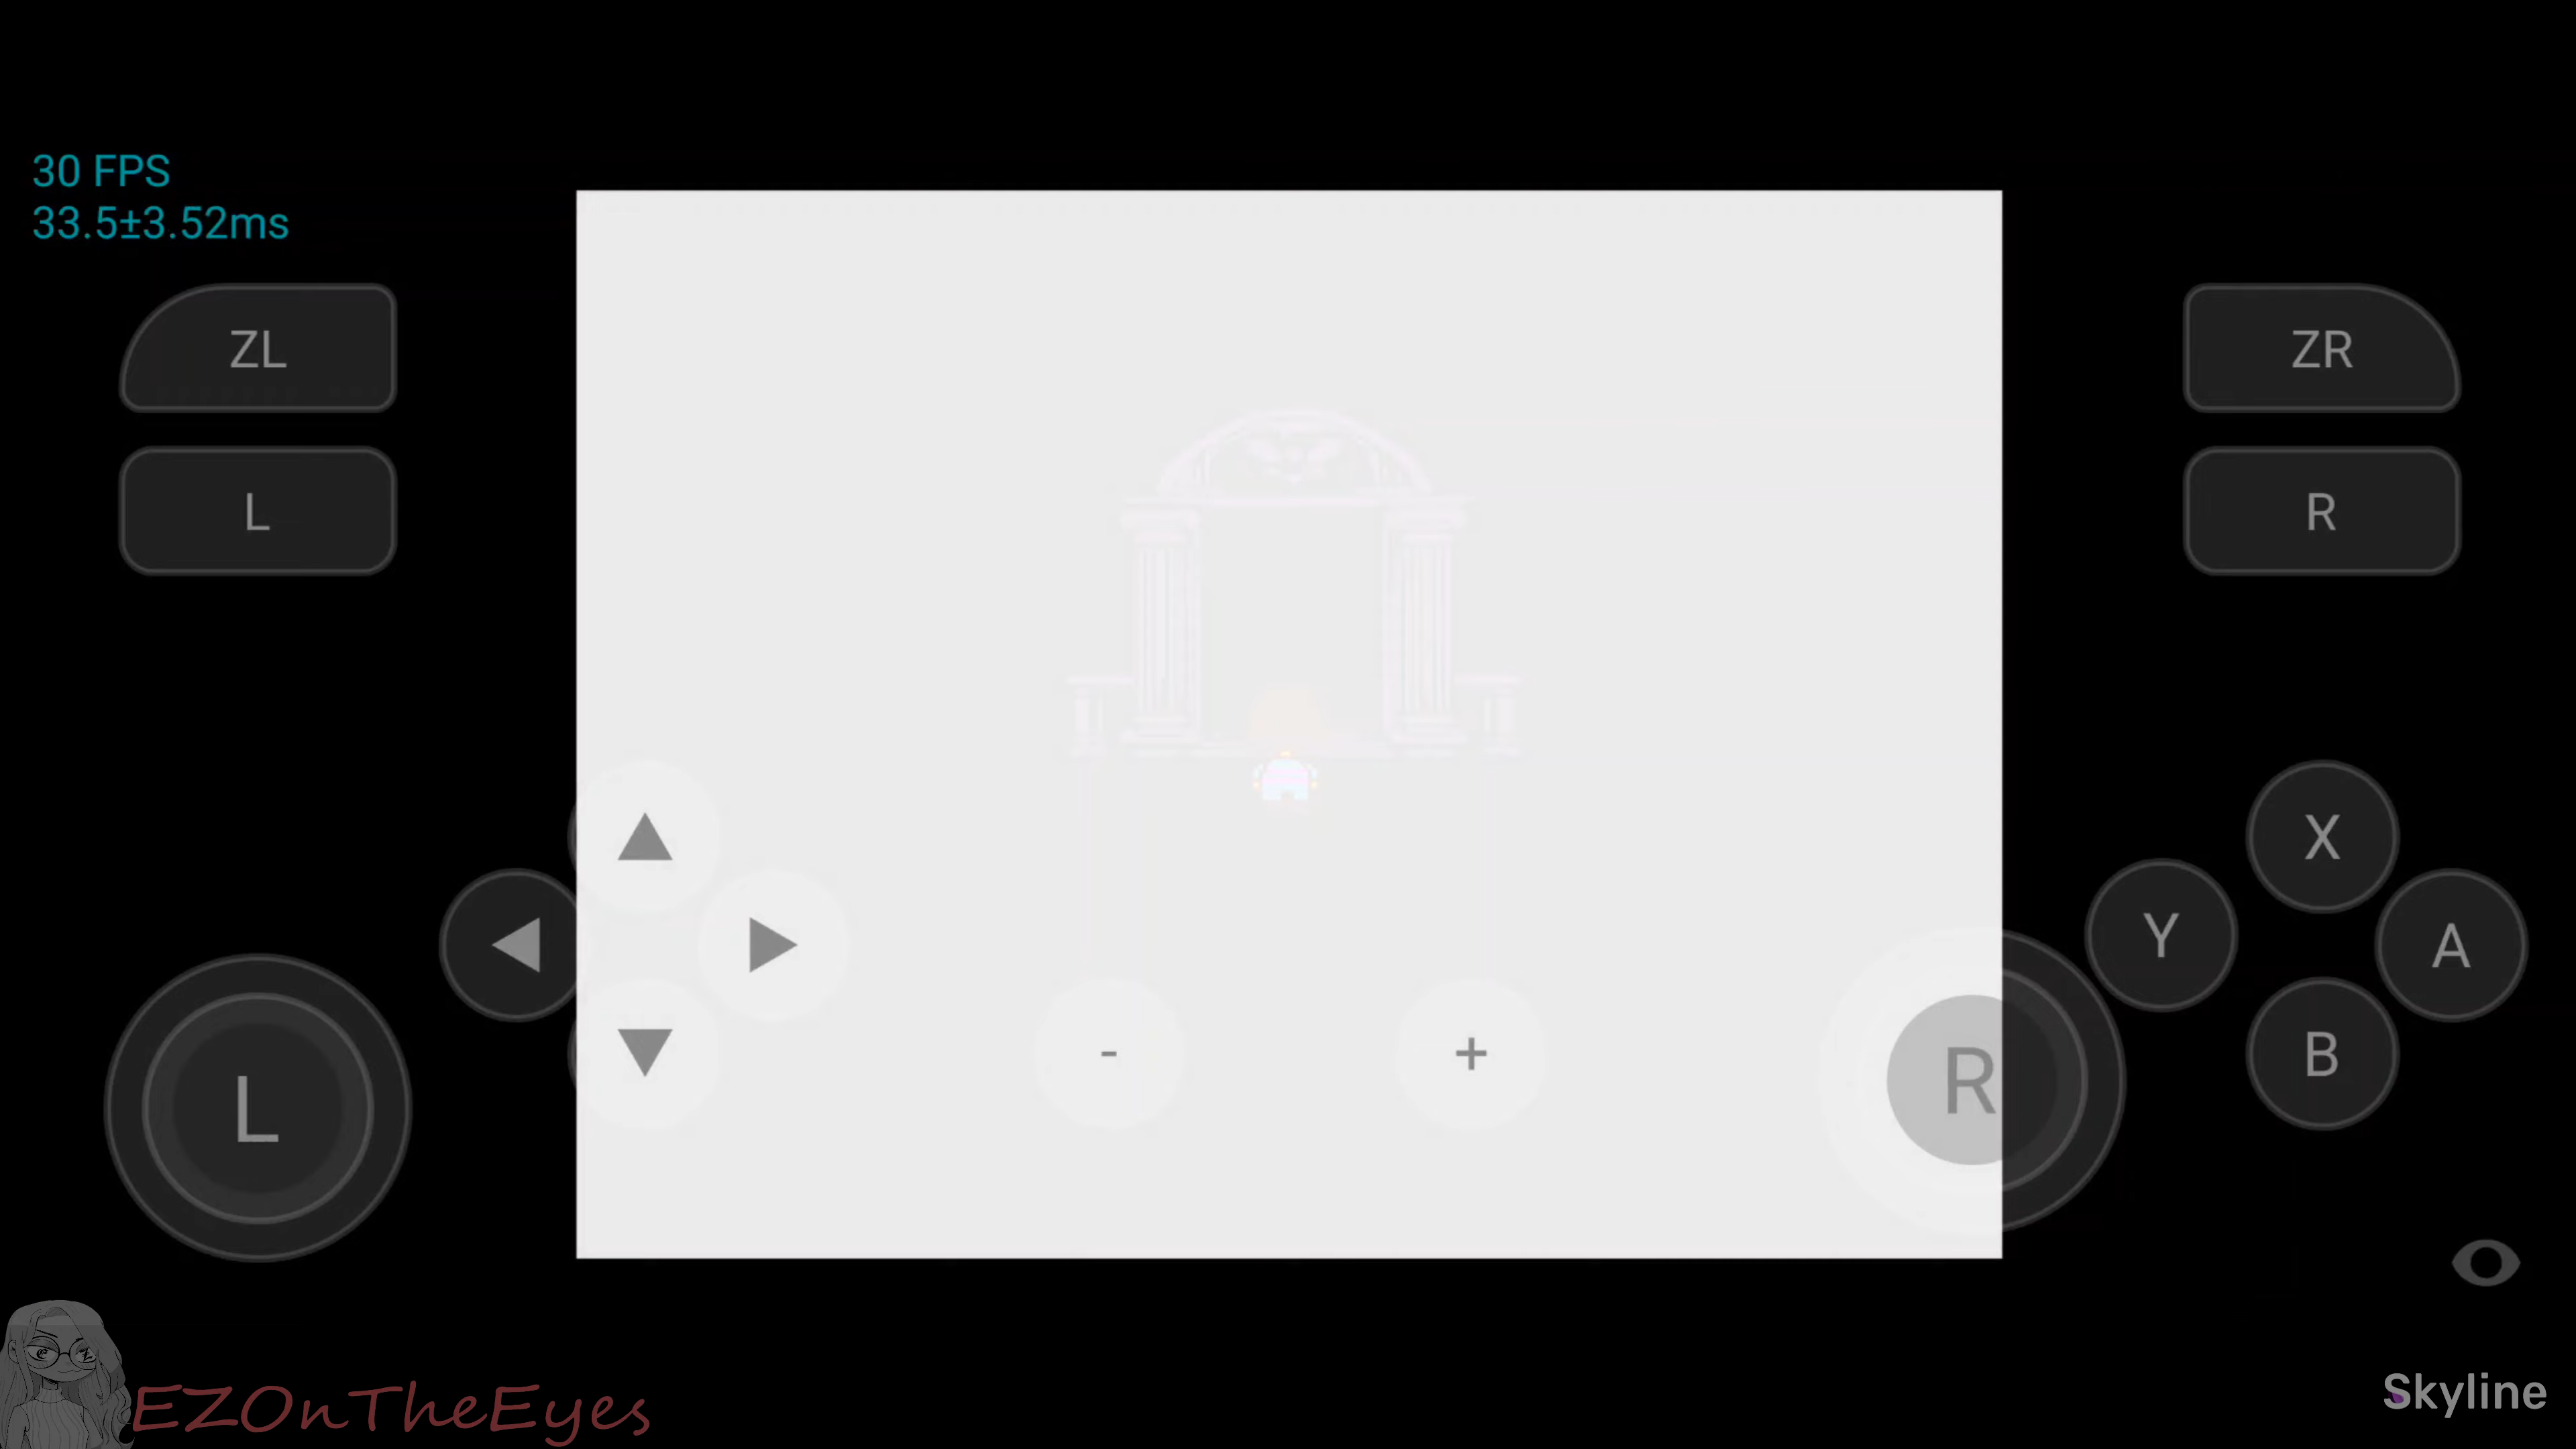 30 FPS
33.5±3.52ms
ZL
ZR
L
R
X
Y
A
- +
B
L
R
EZOnTheEyes
Skyline